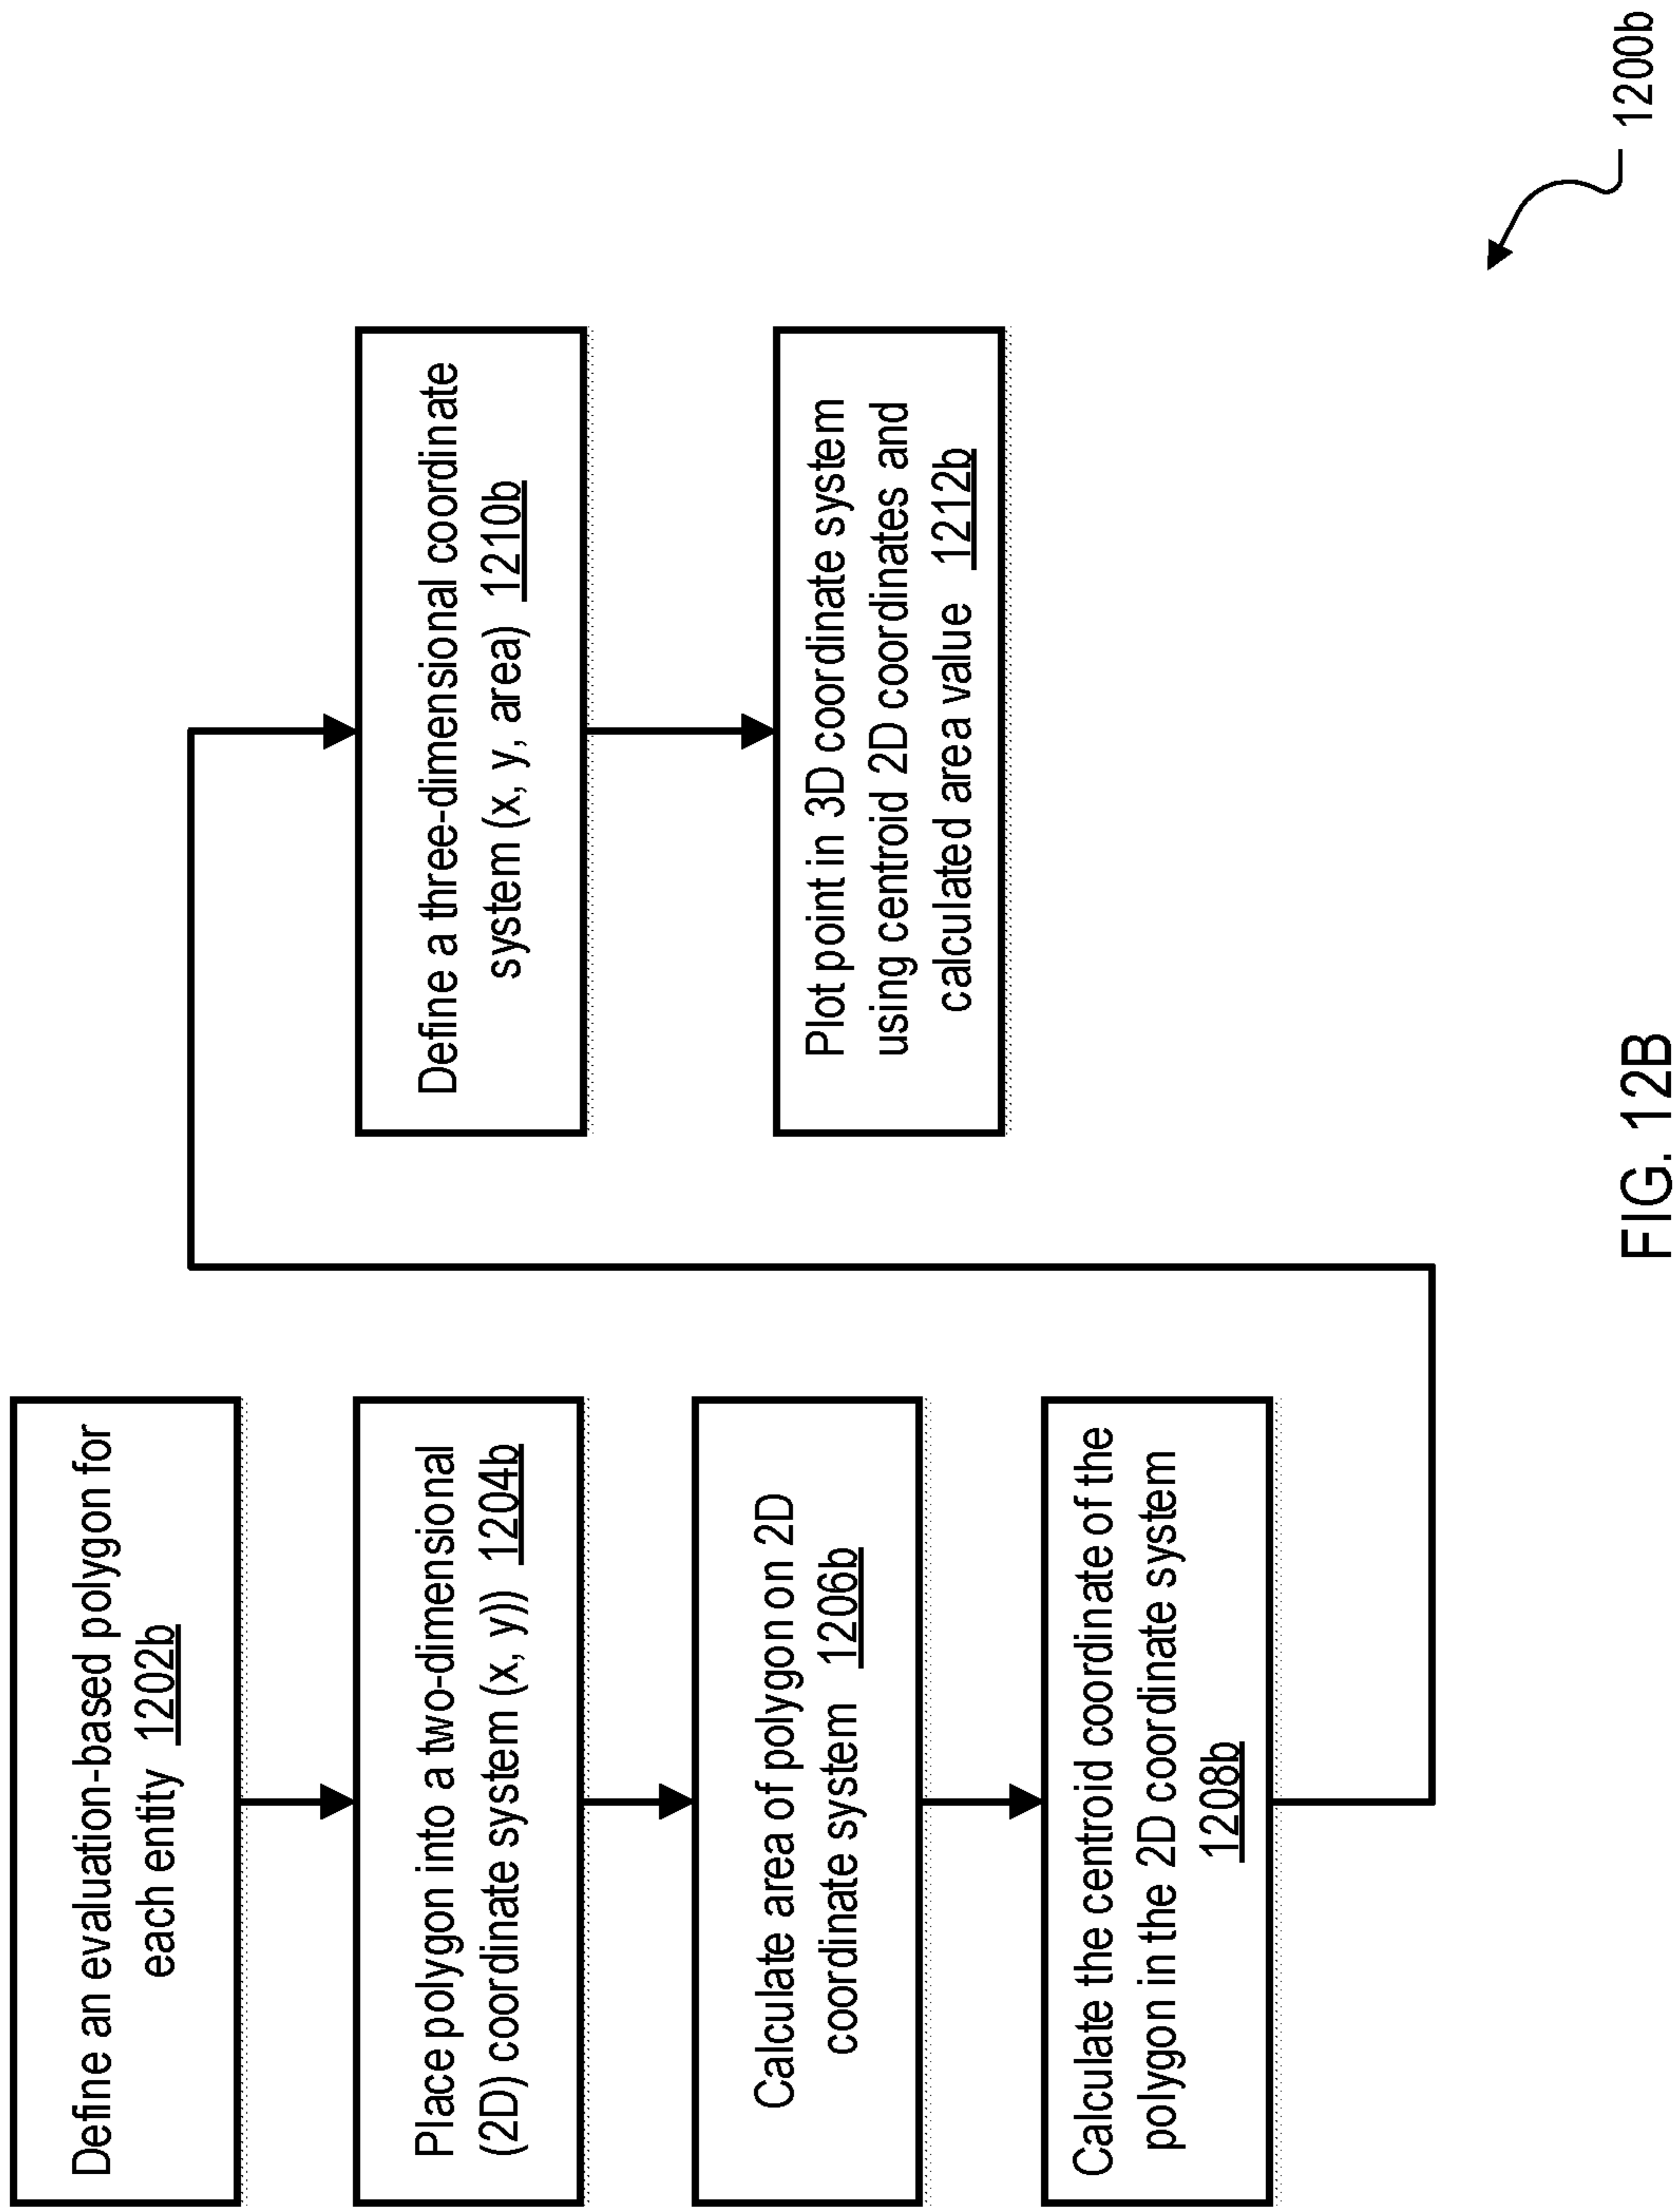 Define an evaluation-based polygon for
each entity 1202b
Place polygon into a two-dimensional
(2D) coordinate system (x, y)) 1204b
Calculate area of polygon on 2D
coordinate system 1206b
Calculate the centroid coordinate of the
polygon in the 2D coordinate system
1208b
Define a three-dimensional coordinate
system (x, y, area) 1210b
Plot point in 3D coordinate system
using centroid 2D coordinates and
calculated area value 1212b
1200b
FIG. 12B